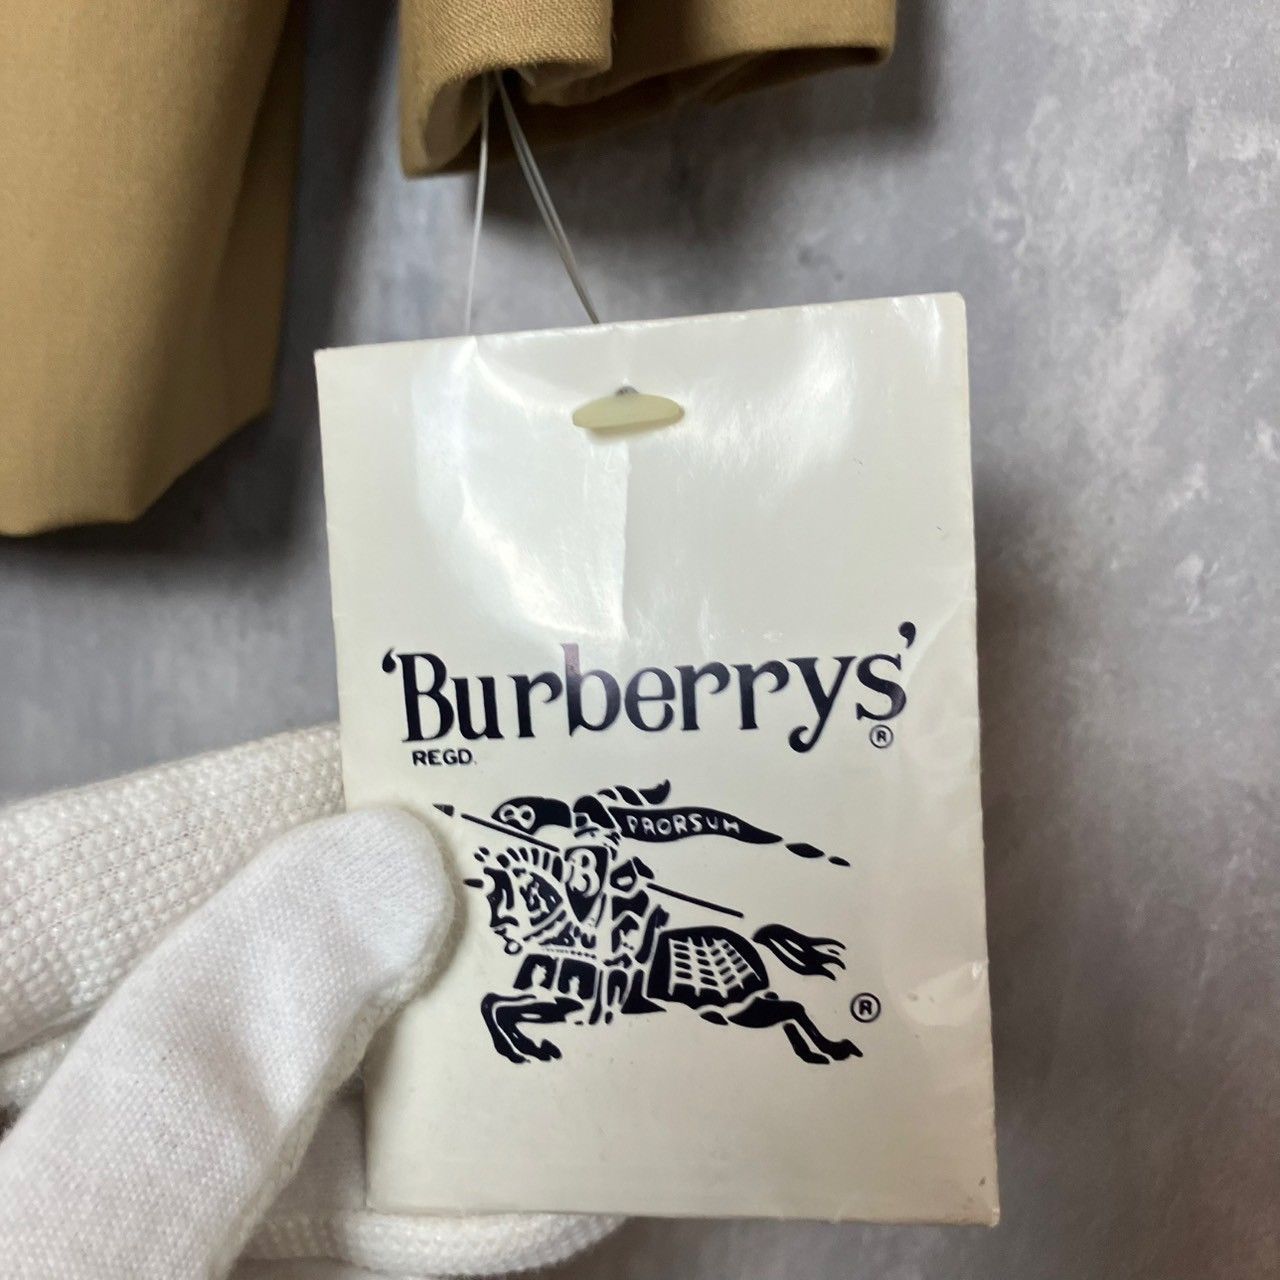 ‘Burberrys’
REGD. ®
PRORSUM
B
®